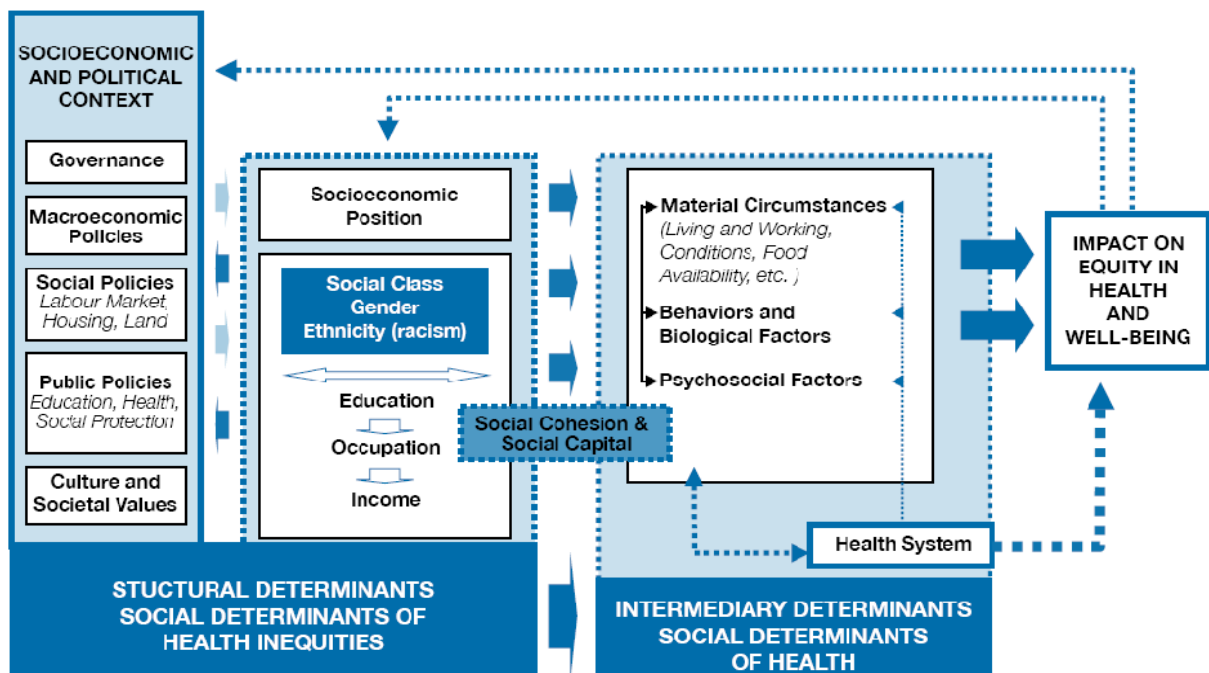 SOCIOECONOMIC
AND POLITICAL
CONTEXT
Governance
Macroeconomic
Policies
Social Policies
Labour Market,
Housing, Land
Public Policies
Education, Health,
Social Protection
Culture and
Societal Values
Socioeconomic
Position
Social Class
Gender
Ethnicity (racism)
Education
Occupation
Income
Social Cohesion &
Social Capital
Material Circumstances
(Living and Working,
Conditions, Food
Availability, etc. )
Behaviors and
Biological Factors
Psychosocial Factors
Health System
IMPACT ON
EQUITY IN
HEALTH
AND
WELL-BEING
STUCTURAL DETERMINANTS
SOCIAL DETERMINANTS OF
HEALTH INEQUITIES
INTERMEDIARY DETERMINANTS
SOCIAL DETERMINANTS
OF HEALTH